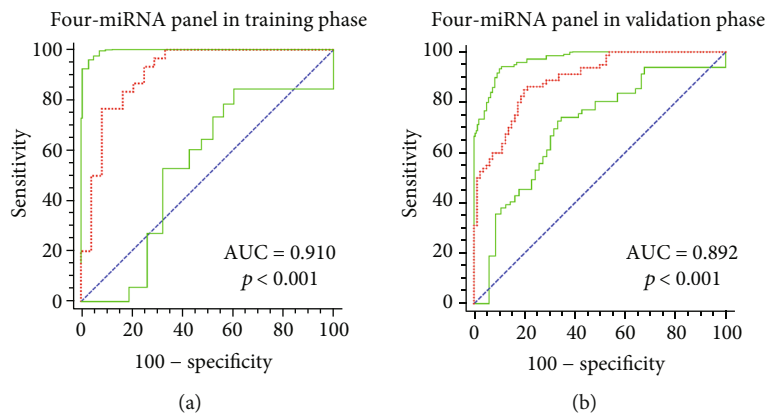 Four-miRNA panel in training phase
100
80
60
40
20
0
Sensitivity
AUC = 0.910
p < 0.001
0 20 40 60 80 100
100 − specificity
(a)
Four-miRNA panel in validation phase
100
80
60
40
20
0
Sensitivity
AUC = 0.892
p < 0.001
0 20 40 60 80 100
100 − specificity
(b)